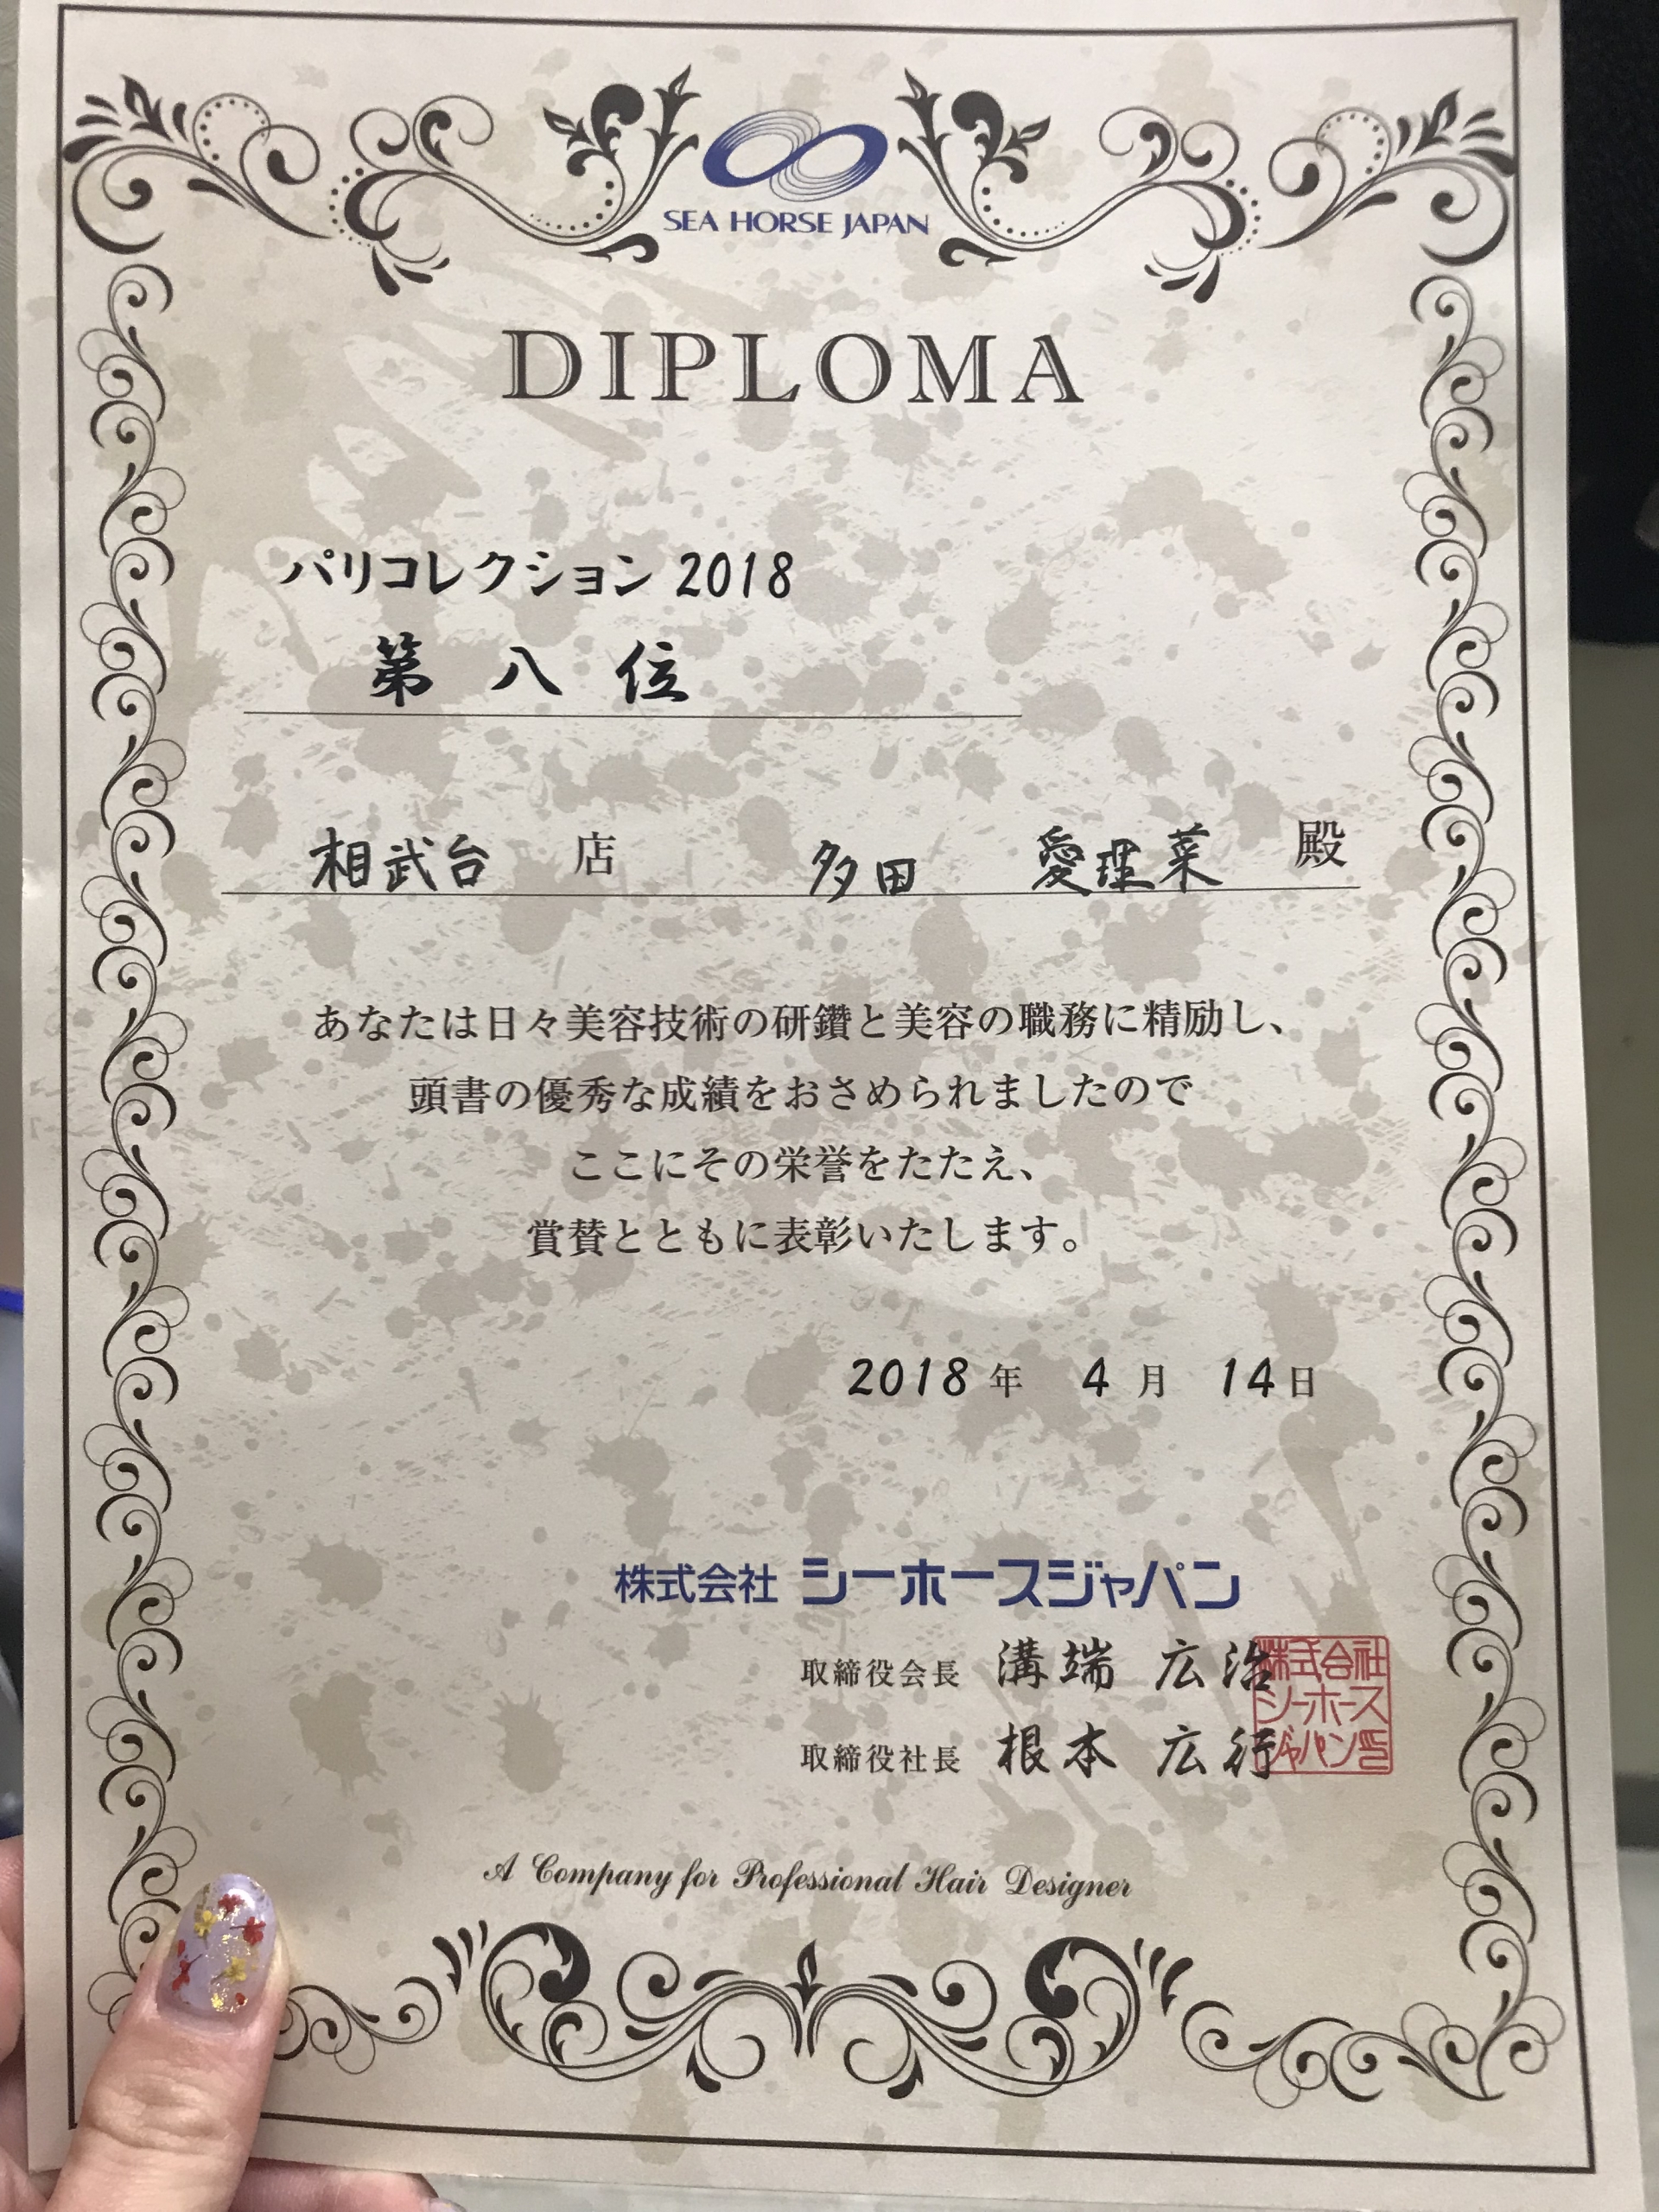 SEA HORSE JAPAN
DIPLOMA
パリコレクション 2018
第 八 位
相武台 店 多田 愛理菜 殿
あなたは日々美容技術の研鑽と美容の職務に精励し、
頭書の優秀な成績をおさめられましたので
ここにその栄誉をたたえ、
賞賛とともに表彰いたします。
2018 年 4 月 14 日
株式会社 シーホースジャパン
取締役会長 溝端 広治
取締役社長 根本 広行
株式会社
シーホース
ジャパン印
A Company for Professional Hair Designer